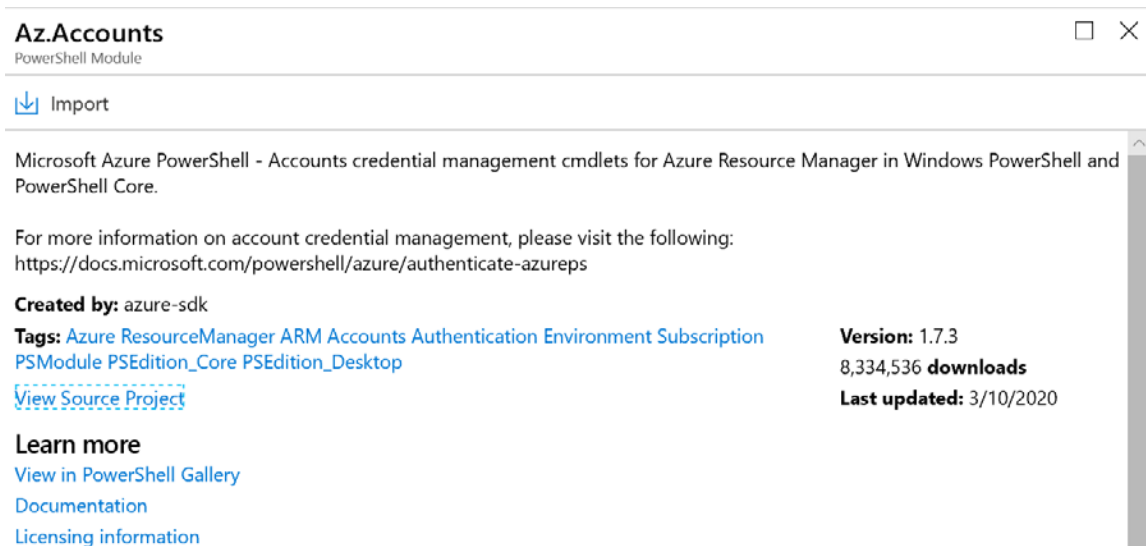 Az.Accounts
PowerShell Module
Import
Microsoft Azure PowerShell - Accounts credential management cmdlets for Azure Resource Manager in Windows PowerShell and
PowerShell Core.
For more information on account credential management, please visit the following:
https://docs.microsoft.com/powershell/azure/authenticate-azureps
Created by: azure-sdk
Tags: Azure ResourceManager ARM Accounts Authentication Environment Subscription
PSModule PSEdition_Core PSEdition_Desktop
View Source Project
Version: 1.7.3
8,334,536 downloads
Last updated: 3/10/2020
Learn more
View in PowerShell Gallery
Documentation
Licensing information